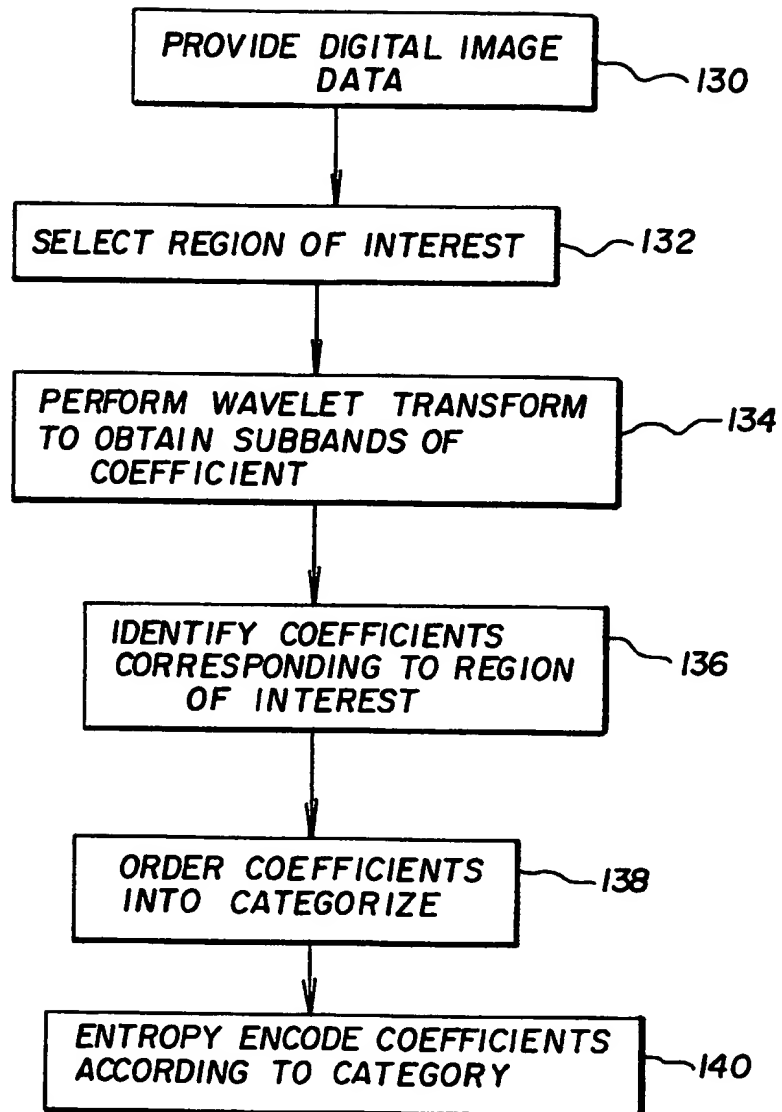 PROVIDE DIGITAL IMAGE
DATA
130
SELECT REGION OF INTEREST
132
PERFORM WAVELET TRANSFORM
TO OBTAIN SUBBANDS OF
COEFFICIENT
134
IDENTIFY COEFFICIENTS
CORRESPONDING TO REGION
OF INTEREST
136
ORDER COEFFICIENTS
INTO CATEGORIZE
138
ENTROPY ENCODE COEFFICIENTS
ACCORDING TO CATEGORY
140